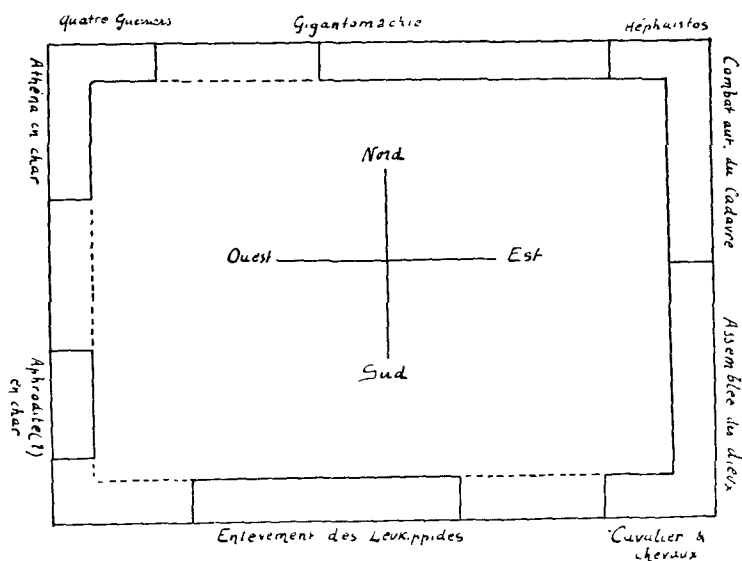 Quatre Guerriers
Gigantomachie
Héphaistos
Athéna en char
Combat aut. du Cadavre
Nord
Ouest
Est
Sud
Aphrodite(?)
en char
Assemblée des dieux
Enlèvement des Leukippides
Cavalier &
chevaux